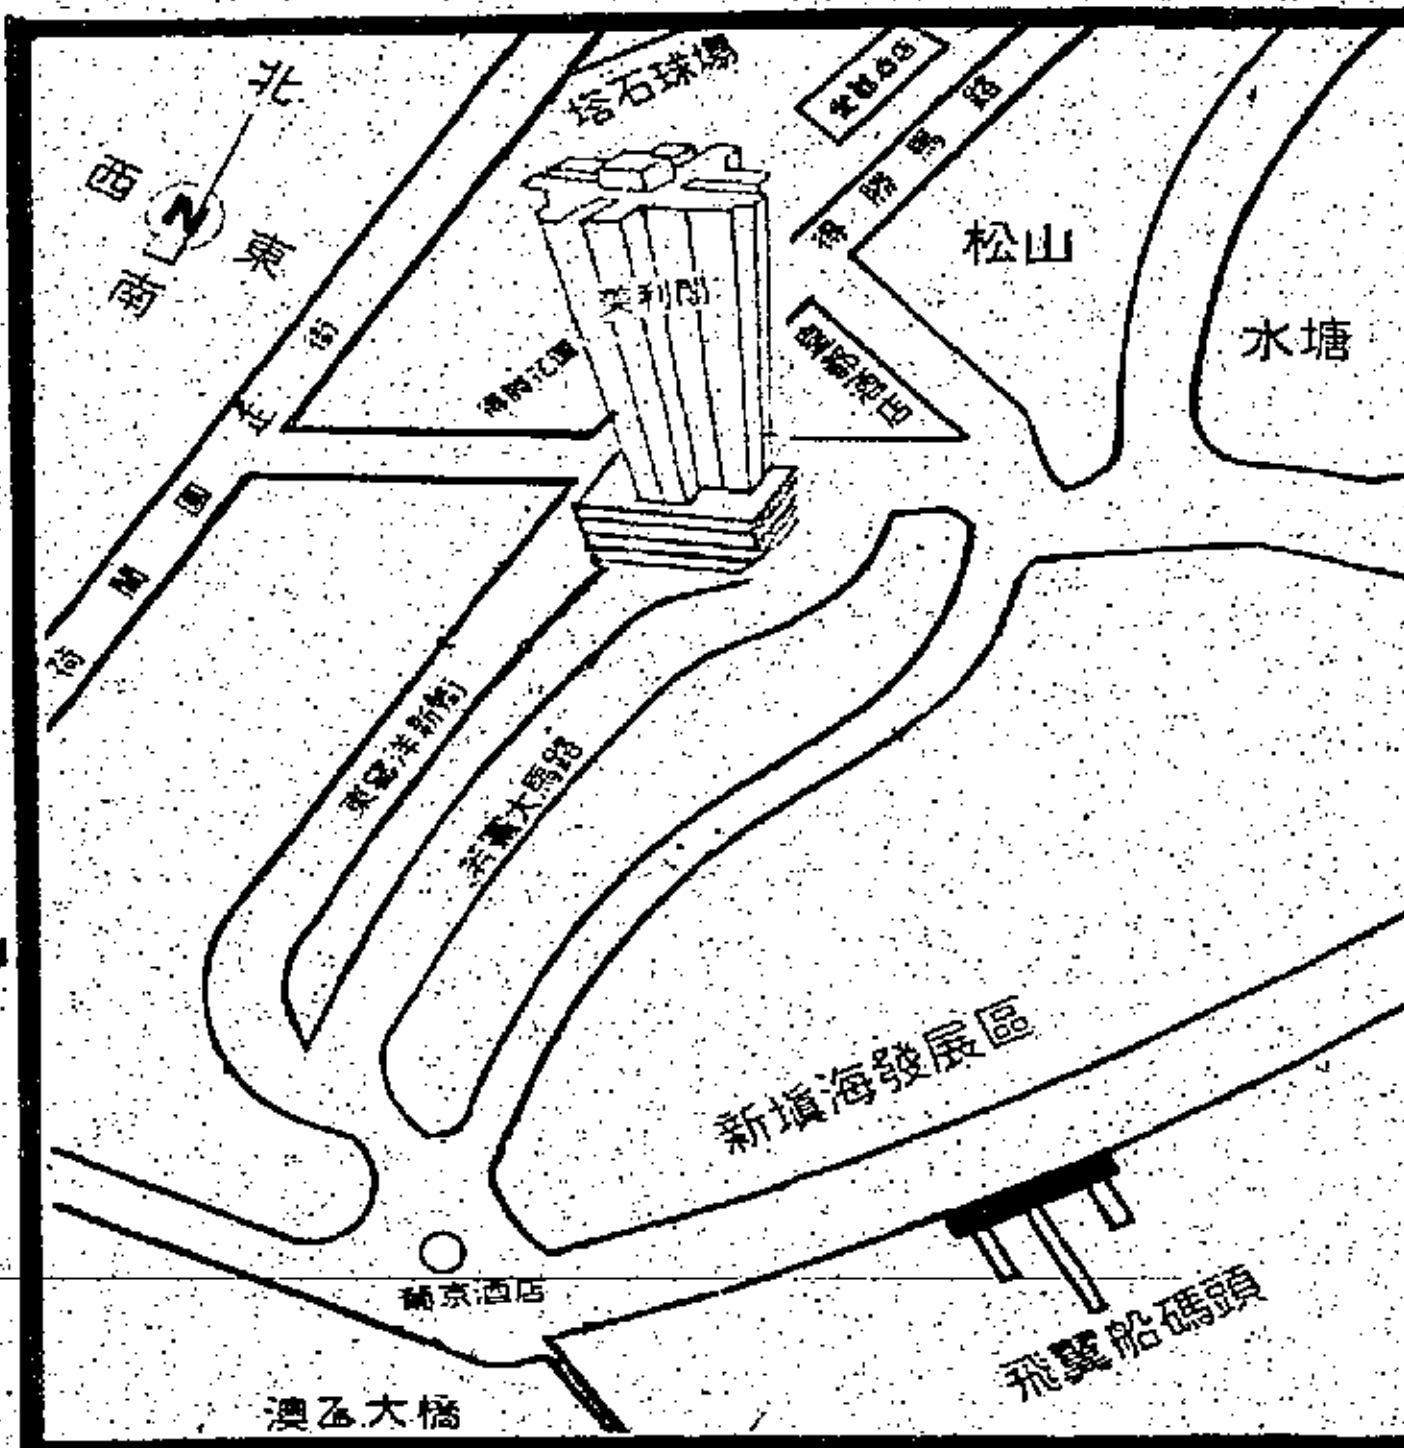 北
西
東
南
N
塔石球場
得勝馬路
松山
水塘
美利閣
荷蘭園正街
東望洋新街
若憲大馬路
新填海發展區
葡京酒店
飛翼船碼頭
澳氹大橋